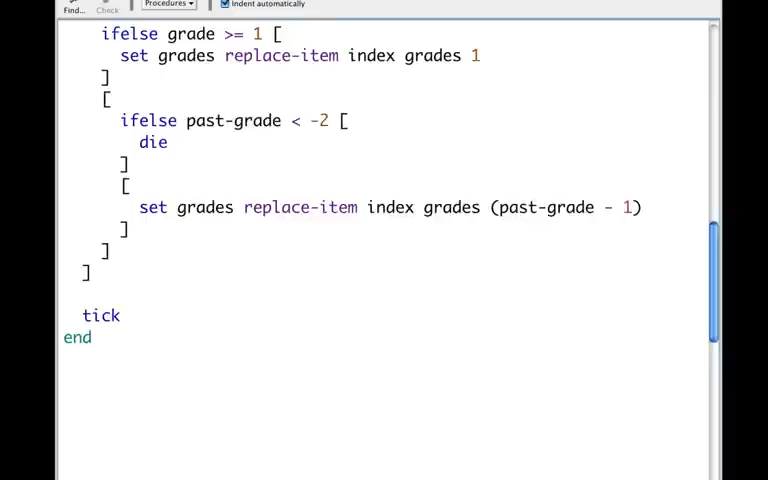 Find... Check Procedures Indent automatically
ifelse grade >= 1 [
set grades replace-item index grades 1
]
[
ifelse past-grade < -2 [
die
]
[
set grades replace-item index grades (past-grade - 1)
]
]
]
tick
end